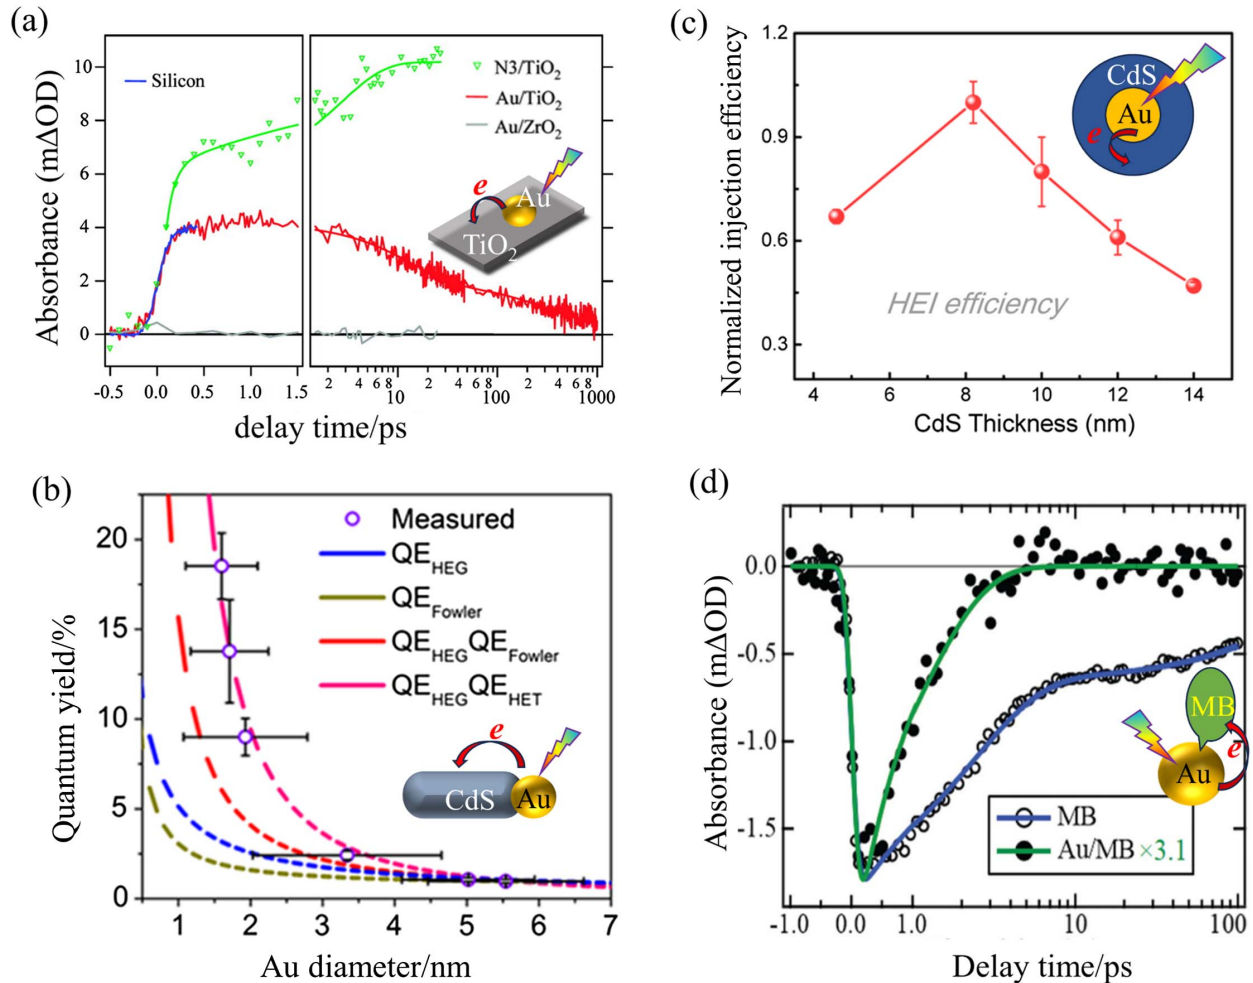 (a)
Absorbance (mΔOD)
10
8
6
4
2
0
Silicon
N3/TiO₂
Au/TiO₂
Au/ZrO₂
e
Au
TiO₂
-0.5 0.0 0.5 1.0 1.5
2 4 6 8 10 2 4 6 8 100 2 4 6 8 1000
delay time/ps
(c)
Normalized injection efficiency
1.2
0.9
0.6
0.3
CdS
Au
e
HEI efficiency
4 6 8 10 12 14
CdS Thickness (nm)
(b)
Quantum yield/%
20
15
10
5
0
Measured
QE_HEG
QE_Fowler
QE_HEG QE_Fowler
QE_HEG QE_HET
e
CdS
Au
1 2 3 4 5 6 7
Au diameter/nm
(d)
Absorbance (mΔOD)
0.0
-0.5
-1.0
-1.5
MB
Au
e
MB
Au/MB ×3.1
-1.0 0.0 1.0 10 100
Delay time/ps